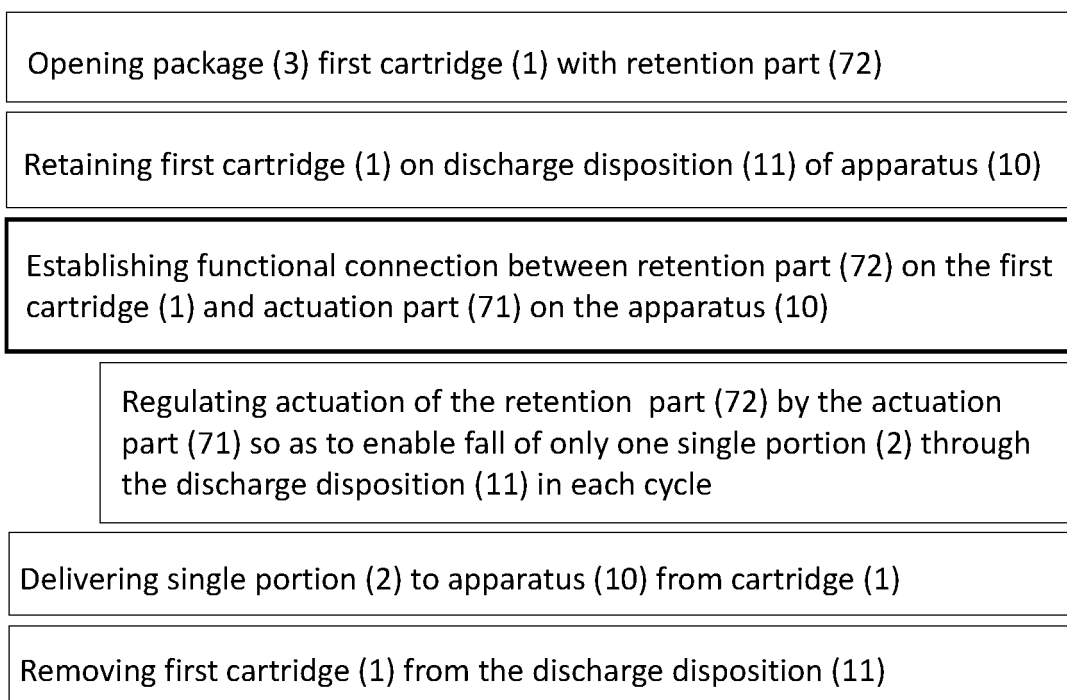 Opening package (3) first cartridge (1) with retention part (72)
Retaining first cartridge (1) on discharge disposition (11) of apparatus (10)
Establishing functional connection between retention part (72) on the first
cartridge (1) and actuation part (71) on the apparatus (10)
Regulating actuation of the retention part (72) by the actuation
part (71) so as to enable fall of only one single portion (2) through
the discharge disposition (11) in each cycle
Delivering single portion (2) to apparatus (10) from cartridge (1)
Removing first cartridge (1) from the discharge disposition (11)